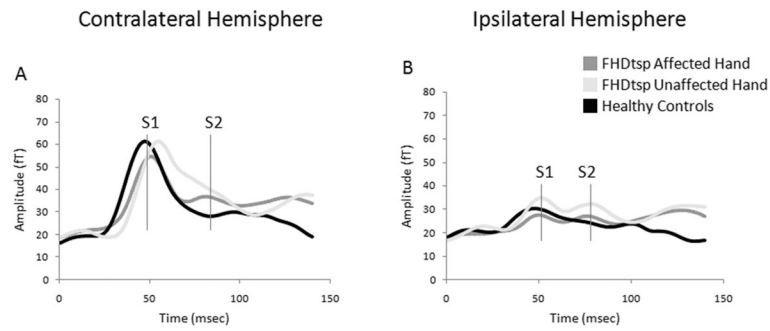 Contralateral Hemisphere
Ipsilateral Hemisphere
A
80
70
60
50
40
30
20
10
0
Amplitude (fT)
S1
S2
0
50
100
150
Time (msec)
B
FHDtsp Affected Hand
FHDtsp Unaffected Hand
Healthy Controls
80
70
60
50
40
30
20
10
0
Amplitude (fT)
S1
S2
0
50
100
150
Time (msec)